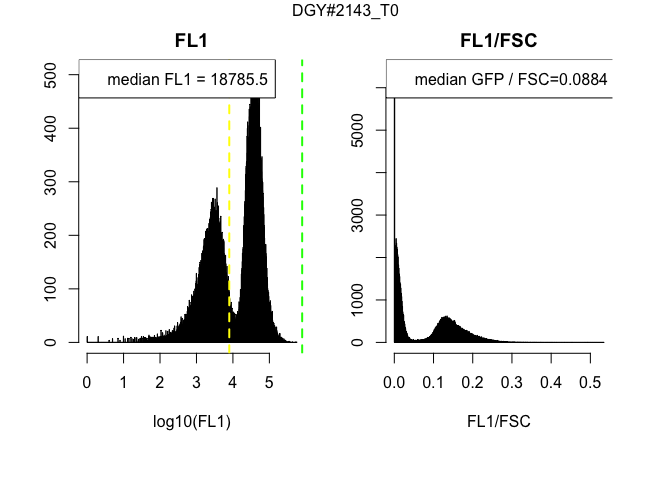 DGY#2143_T0
FL1
median FL1 = 18785.5
500
400
300
200
100
0
0 1 2 3 4 5
log10(FL1)
FL1/FSC
median GFP / FSC=0.0884
5000
3000
1000
0
0.0 0.1 0.2 0.3 0.4 0.5
FL1/FSC